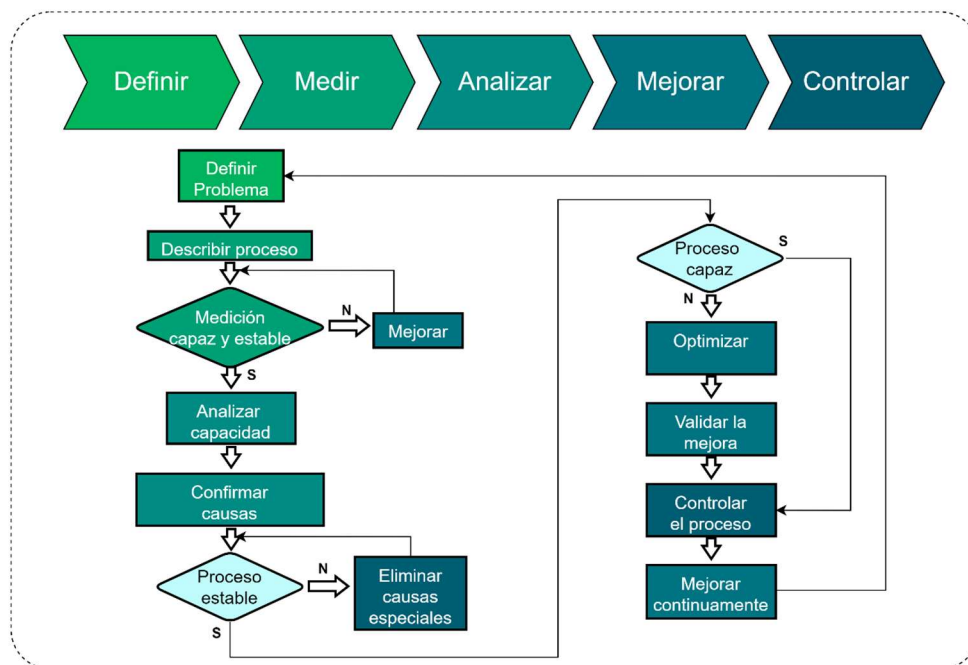 Definir
Medir
Analizar
Mejorar
Controlar
Definir
Problema
Describir proceso
Medición
capaz y estable
N
Mejorar
S
Analizar
capacidad
Confirmar
causas
Proceso
estable
N
Eliminar
causas
especiales
S
Proceso
capaz
S
N
Optimizar
Validar la
mejora
Controlar
el proceso
Mejorar
continuamente